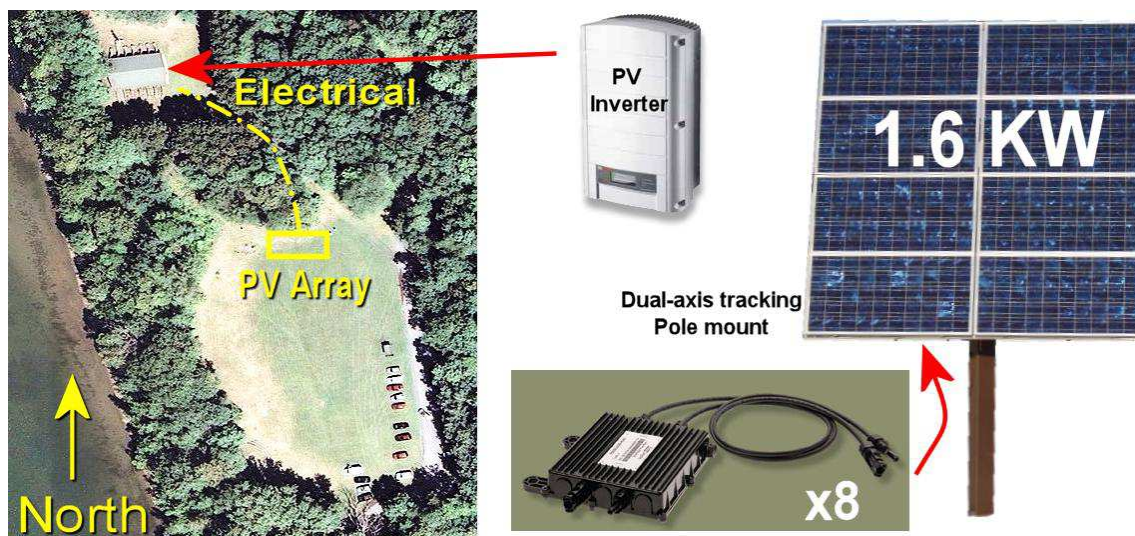 Electrical
PV Array
North
PV
Inverter
1.6 KW
Dual-axis tracking
Pole mount
x8